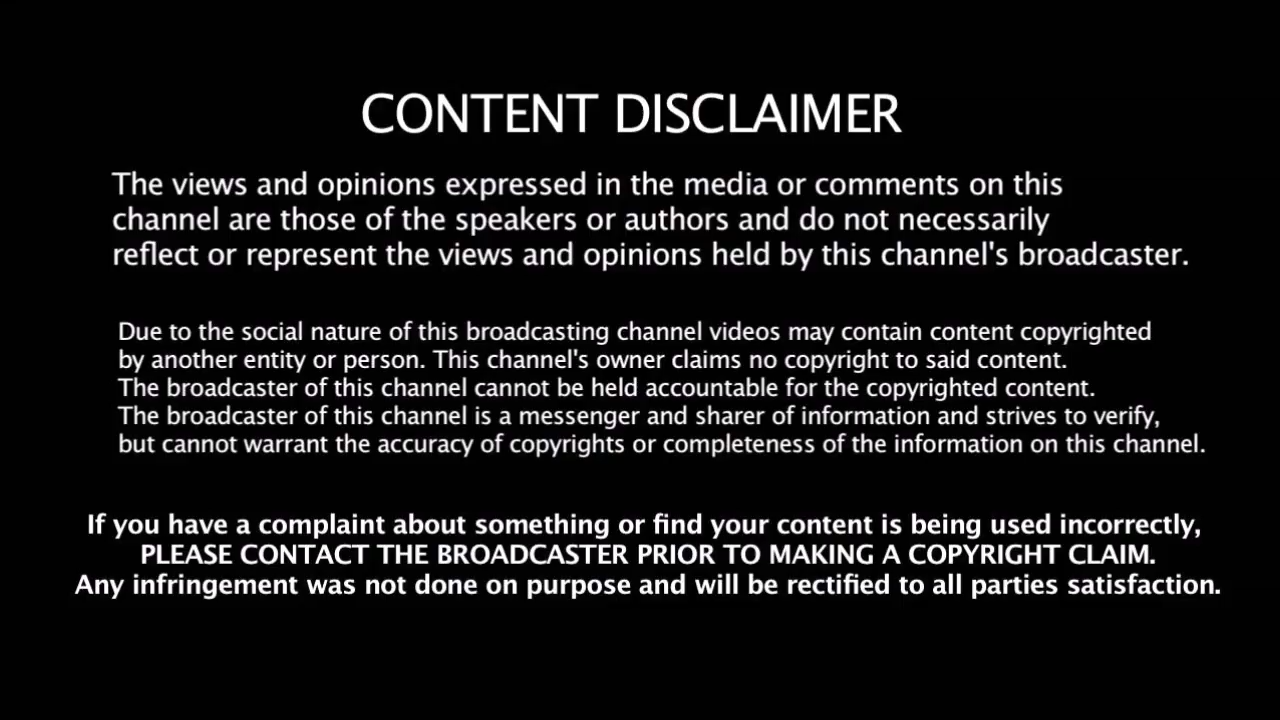 CONTENT DISCLAIMER
The views and opinions expressed in the media or comments on this
channel are those of the speakers or authors and do not necessarily
reflect or represent the views and opinions held by this channel's broadcaster.
Due to the social nature of this broadcasting channel videos may contain content copyrighted
by another entity or person. This channel's owner claims no copyright to said content.
The broadcaster of this channel cannot be held accountable for the copyrighted content.
The broadcaster of this channel is a messenger and sharer of information and strives to verify,
but cannot warrant the accuracy of copyrights or completeness of the information on this channel.
If you have a complaint about something or find your content is being used incorrectly,
PLEASE CONTACT THE BROADCASTER PRIOR TO MAKING A COPYRIGHT CLAIM.
Any infringement was not done on purpose and will be rectified to all parties satisfaction.